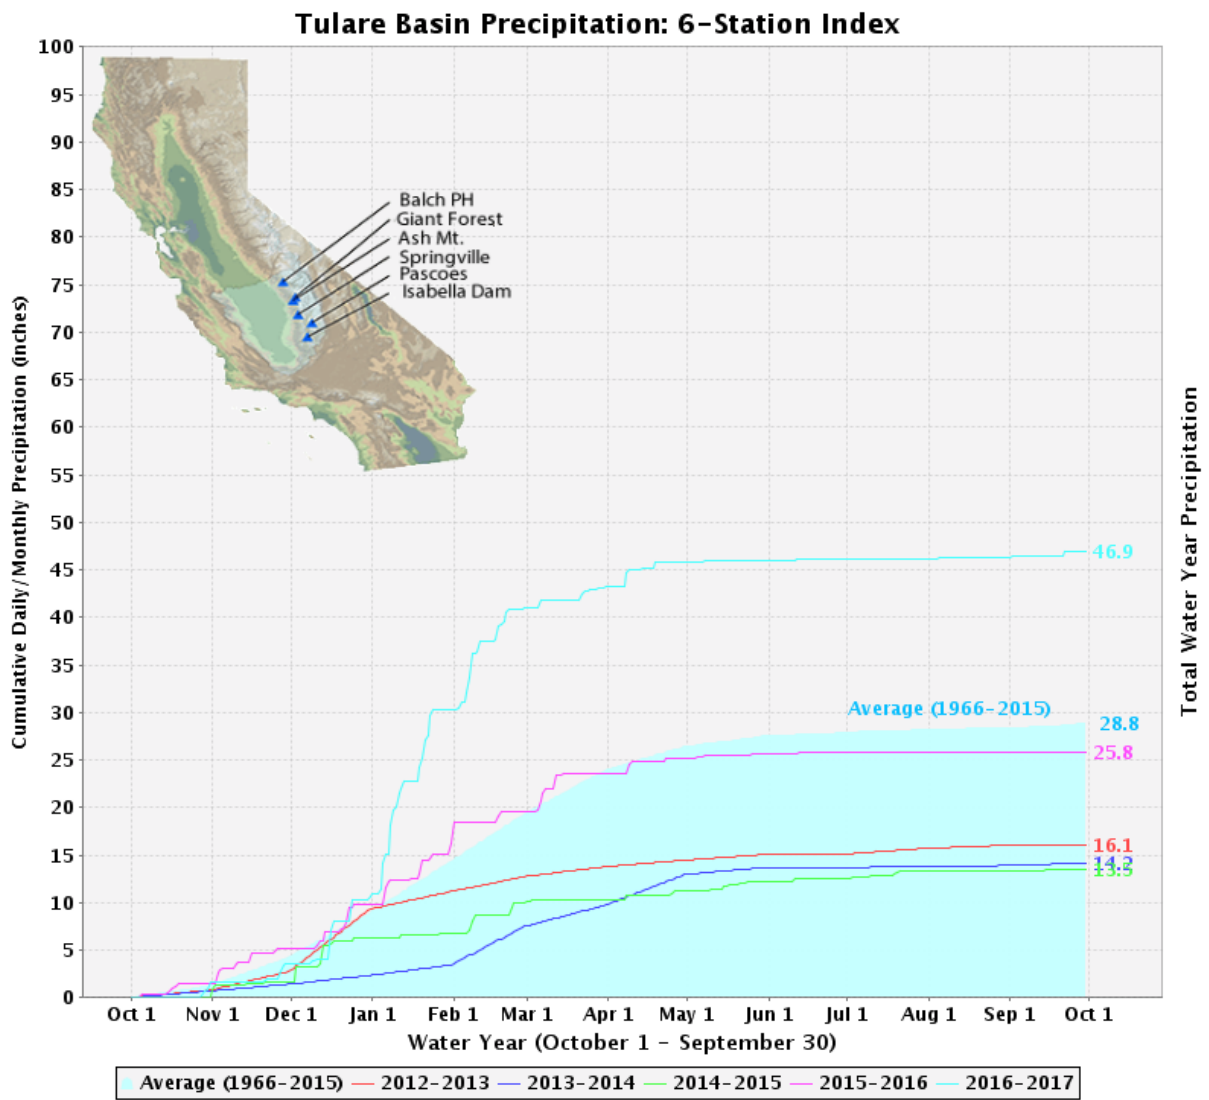 Tulare Basin Precipitation: 6-Station Index
100
95
90
85
80
75
70
65
60
55
50
45
40
35
30
25
20
15
10
5
0
Cumulative Daily/Monthly Precipitation (inches)
Balch PH
Giant Forest
Ash Mt.
Springville
Pascoes
Isabella Dam
46.9
Average (1966-2015)
28.8
25.8
16.1
14.2
13.5
Total Water Year Precipitation
Oct 1 Nov 1 Dec 1 Jan 1 Feb 1 Mar 1 Apr 1 May 1 Jun 1 Jul 1 Aug 1 Sep 1 Oct 1
Water Year (October 1 - September 30)
Average (1966-2015) 2012-2013 2013-2014 2014-2015 2015-2016 2016-2017